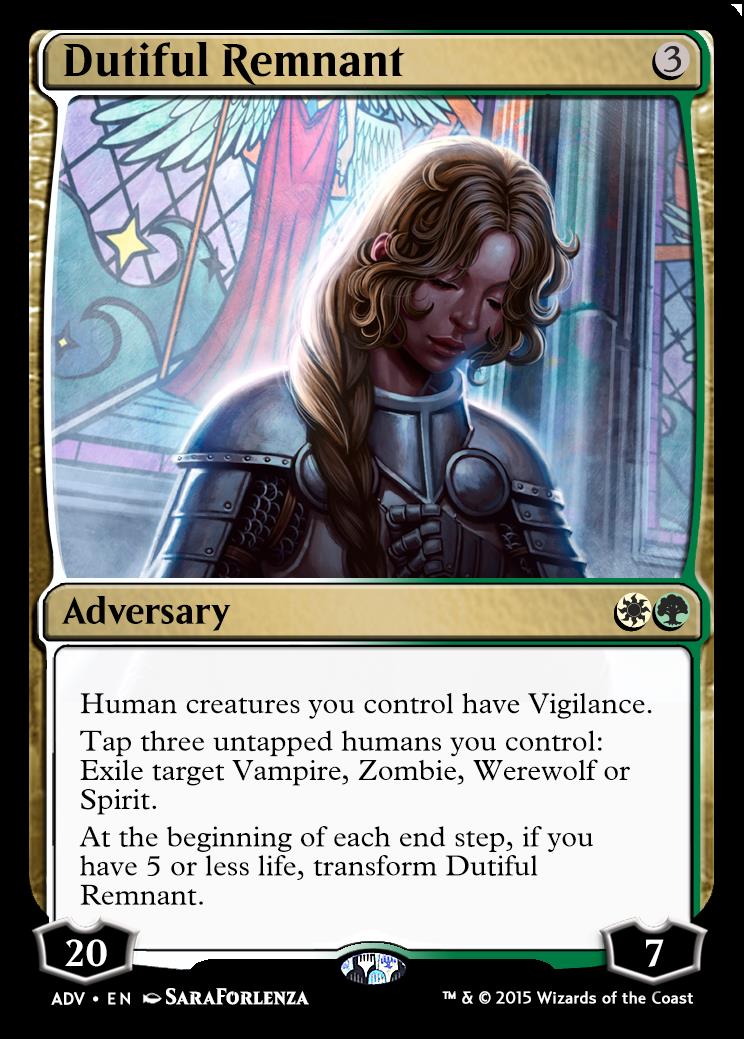 Dutiful Remnant
3
Adversary
Human creatures you control have Vigilance.
Tap three untapped humans you control:
Exile target Vampire, Zombie, Werewolf or
Spirit.
At the beginning of each end step, if you
have 5 or less life, transform Dutiful
Remnant.
20
7
ADV • EN SaraForlenza
™ & © 2015 Wizards of the Coast